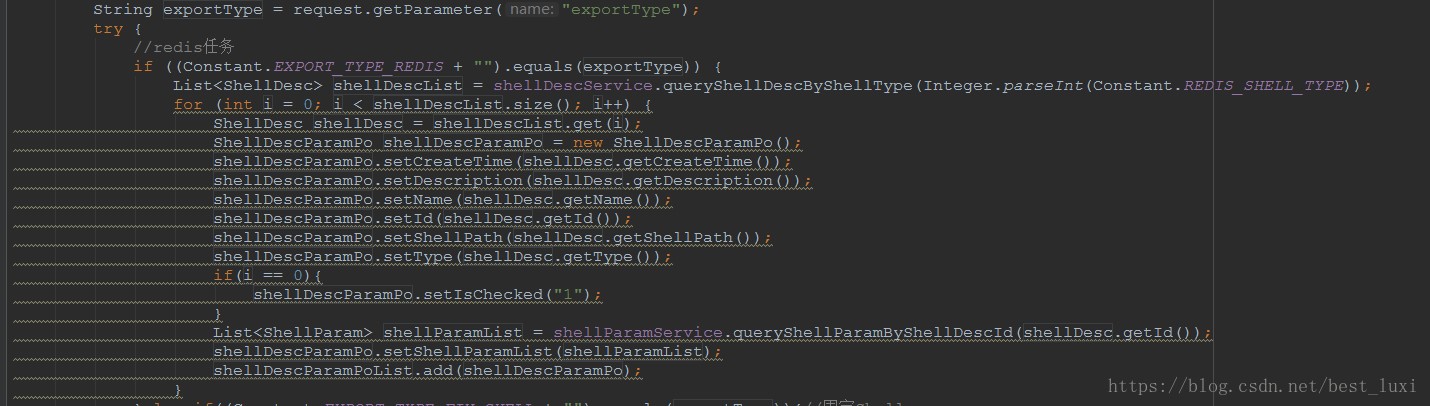 String exportType = request.getParameter( name: "exportType");
try {
//redis任务
if ((Constant.EXPORT_TYPE_REDIS + "").equals(exportType)) {
List<ShellDesc> shellDescList = shellDescService.queryShellDescByShellType(Integer.parseInt(Constant.REDIS_SHELL_TYPE));
for (int i = 0; i < shellDescList.size(); i++) {
ShellDesc shellDesc = shellDescList.get(i);
ShellDescParamPo shellDescParamPo = new ShellDescParamPo();
shellDescParamPo.setCreateTime(shellDesc.getCreateTime());
shellDescParamPo.setDescription(shellDesc.getDescription());
shellDescParamPo.setName(shellDesc.getName());
shellDescParamPo.setId(shellDesc.getId());
shellDescParamPo.setShellPath(shellDesc.getShellPath());
shellDescParamPo.setType(shellDesc.getType());
if(i == 0){
shellDescParamPo.setIsChecked("1");
}
List<ShellParam> shellParamList = shellParamService.queryShellParamByShellDescId(shellDesc.getId());
shellDescParamPo.setShellParamList(shellParamList);
shellDescParamPoList.add(shellDescParamPo);
}
https://blog.csdn.net/best_luxi